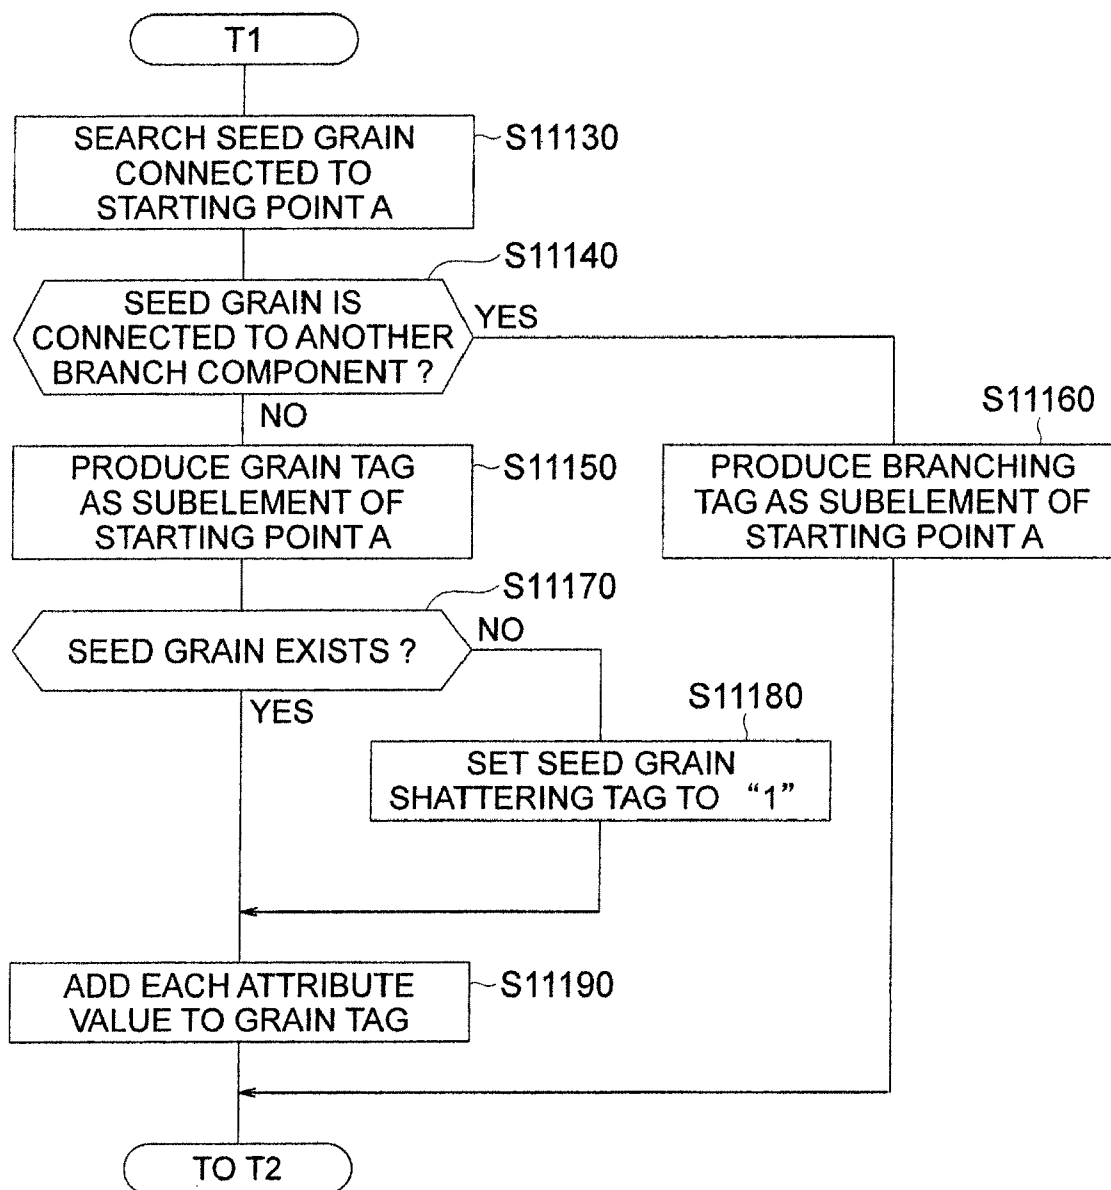 T1
SEARCH SEED GRAIN
CONNECTED TO
STARTING POINT A
S11130
S11140
SEED GRAIN IS
CONNECTED TO ANOTHER
BRANCH COMPONENT ?
YES
NO
S11160
PRODUCE GRAIN TAG
AS SUBELEMENT OF
STARTING POINT A
S11150
PRODUCE BRANCHING
TAG AS SUBELEMENT OF
STARTING POINT A
S11170
SEED GRAIN EXISTS ?
NO
YES
S11180
SET SEED GRAIN
SHATTERING TAG TO “1”
ADD EACH ATTRIBUTE
VALUE TO GRAIN TAG
S11190
TO T2